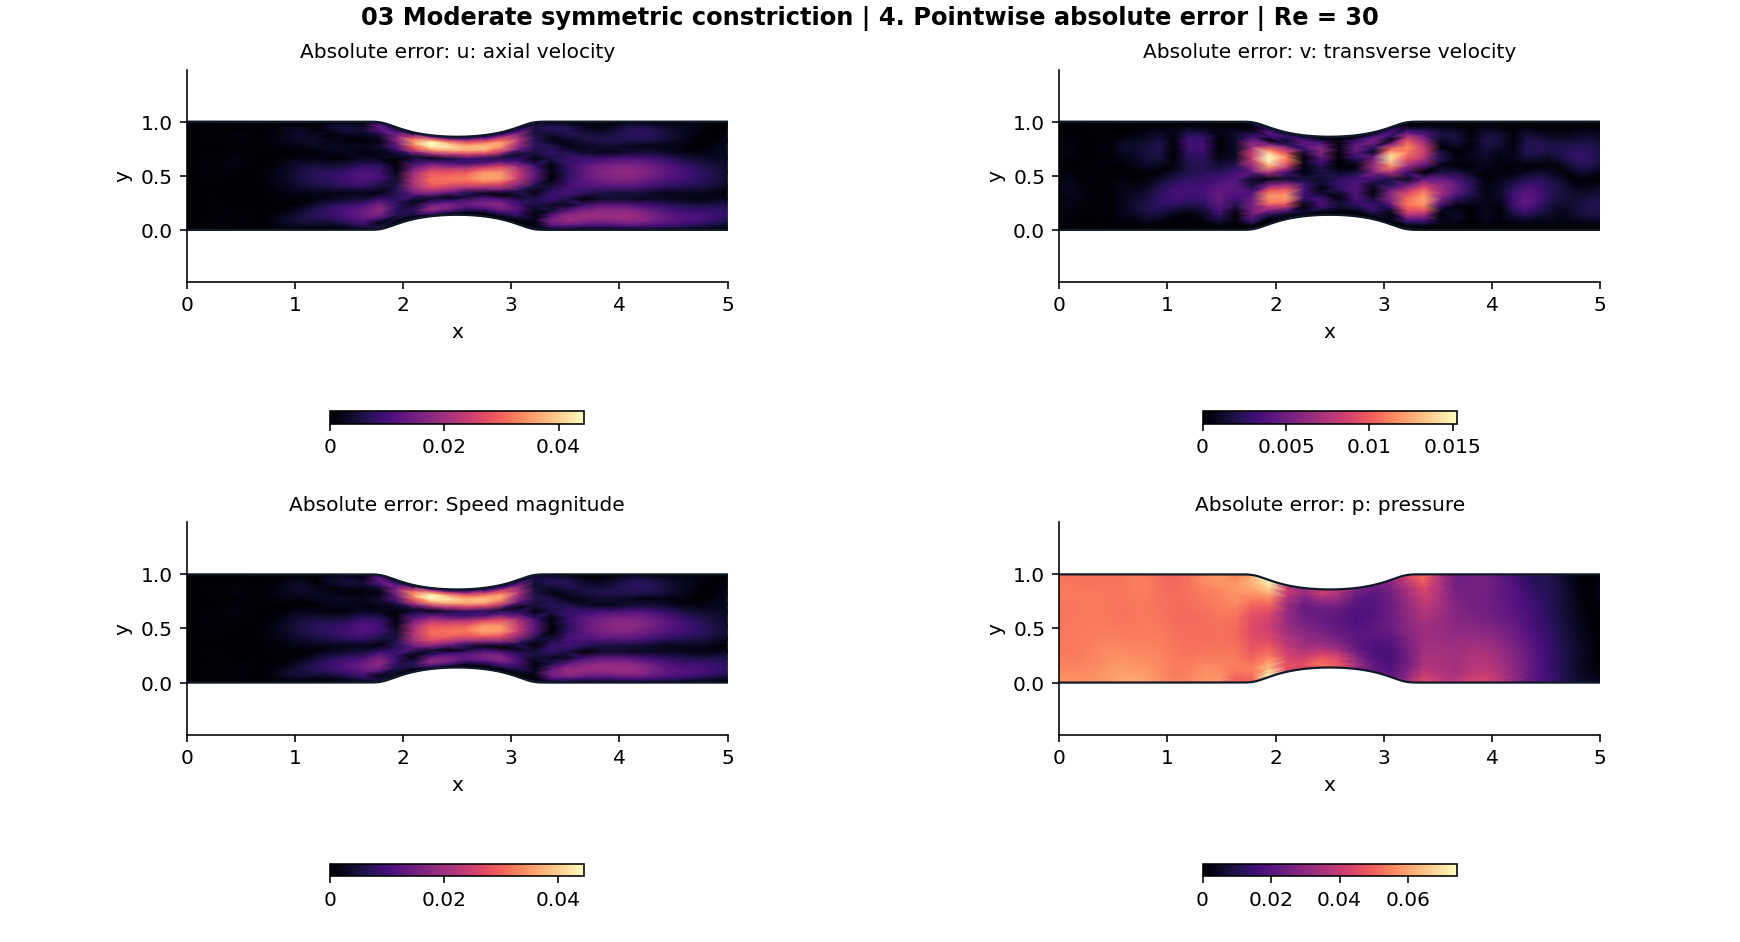 03 Moderate symmetric constriction | 4. Pointwise absolute error | Re = 30
Absolute error: u: axial velocity
1.0
0.5
0.0
y
0 1 2 3 4 5
x
0 0.02 0.04
Absolute error: v: transverse velocity
1.0
0.5
0.0
y
0 1 2 3 4 5
x
0 0.005 0.01 0.015
Absolute error: Speed magnitude
1.0
0.5
0.0
y
0 1 2 3 4 5
x
0 0.02 0.04
Absolute error: p: pressure
1.0
0.5
0.0
y
0 1 2 3 4 5
x
0 0.02 0.04 0.06